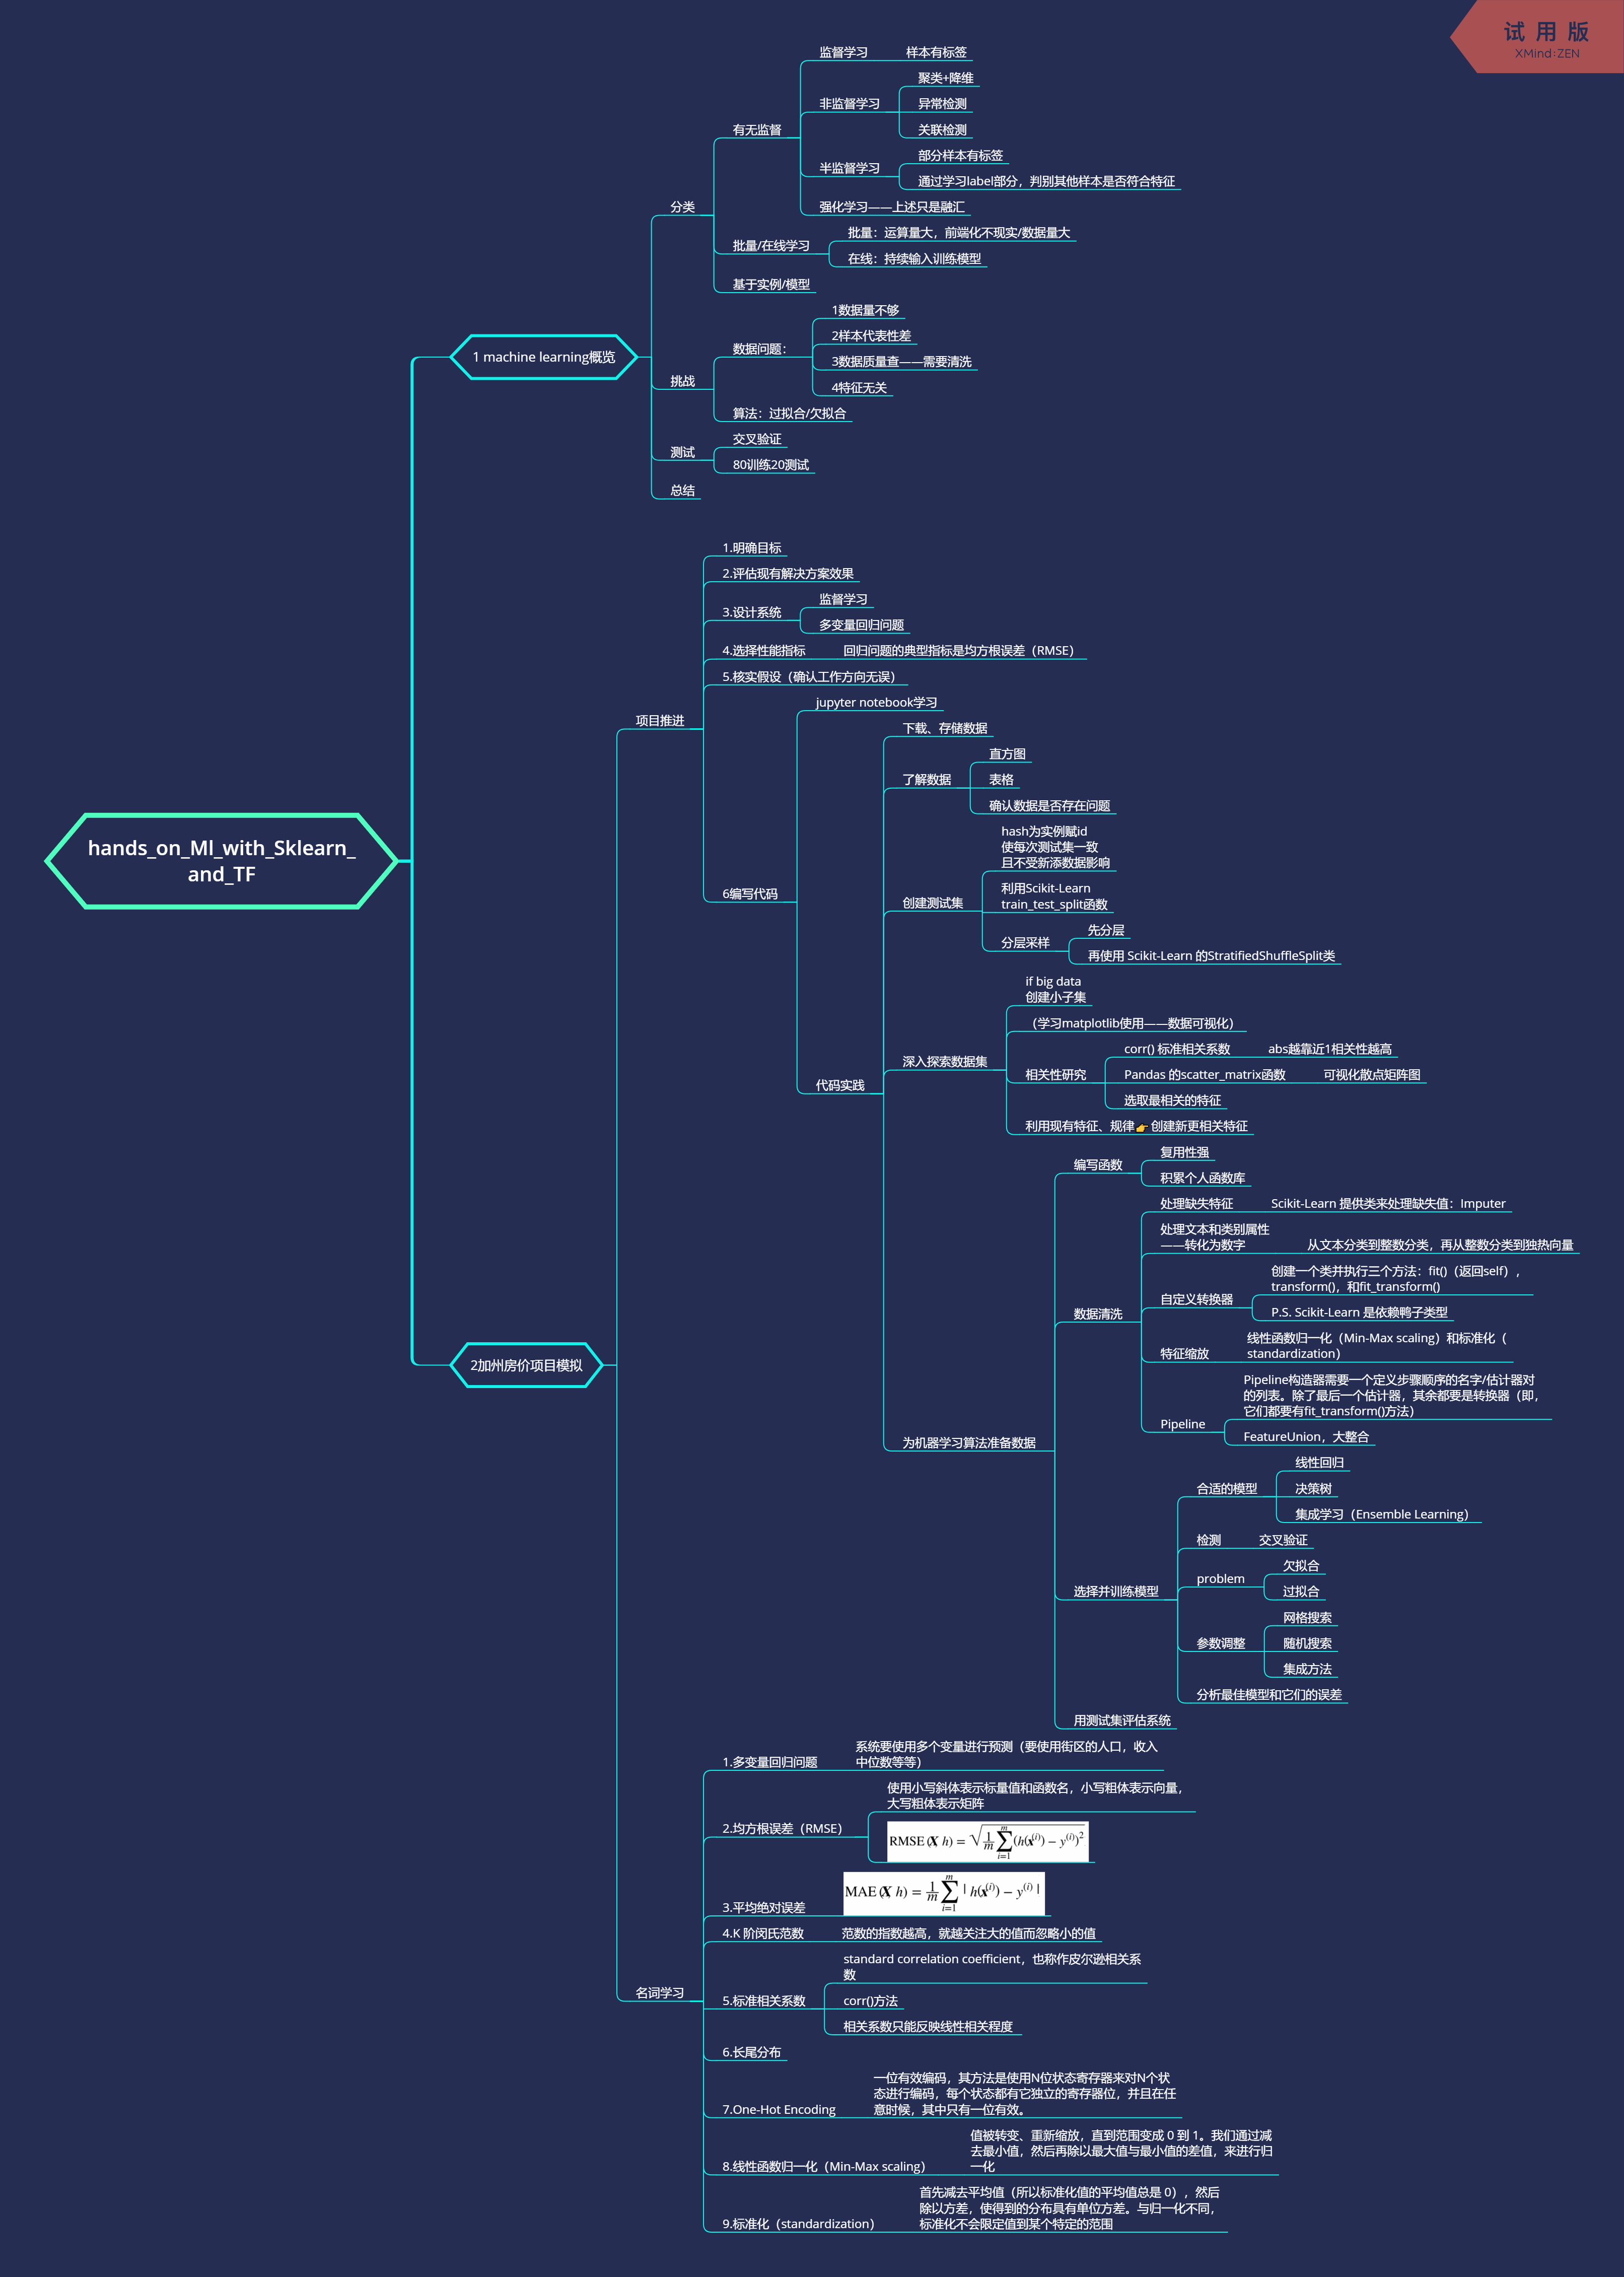 试用版
XMind:ZEN
hands_on_Ml_with_Sklearn_
and_TF
1 machine learning概览
分类
有无监督
监督学习
样本有标签
非监督学习
聚类+降维
异常检测
关联检测
半监督学习
部分样本有标签
通过学习label部分，判别其他样本是否符合特征
强化学习——上述只是融汇
批量/在线学习
批量：运算量大，前端化不现实/数据量大
在线：持续输入训练模型
基于实例/模型
挑战
数据问题：
1数据量不够
2样本代表性差
3数据质量查——需要清洗
4特征无关
算法：过拟合/欠拟合
测试
交叉验证
80训练20测试
总结
2加州房价项目模拟
项目推进
1.明确目标
2.评估现有解决方案效果
3.设计系统
监督学习
多变量回归问题
4.选择性能指标
回归问题的典型指标是均方根误差（RMSE）
5.核实假设（确认工作方向无误）
6编写代码
jupyter notebook学习
代码实践
下载、存储数据
了解数据
直方图
表格
确认数据是否存在问题
创建测试集
hash为实例赋id
使每次测试集一致
且不受新添数据影响
利用Scikit-Learn
train_test_split函数
分层采样
先分层
再使用 Scikit-Learn 的StratifiedShuffleSplit类
深入探索数据集
if big data
创建小子集
（学习matplotlib使用——数据可视化）
相关性研究
corr() 标准相关系数
abs越靠近1相关性越高
Pandas 的scatter_matrix函数
可视化散点矩阵图
选取最相关的特征
利用现有特征、规律👉创建新更相关特征
为机器学习算法准备数据
编写函数
复用性强
积累个人函数库
数据清洗
处理缺失特征
Scikit-Learn 提供类来处理缺失值：Imputer
处理文本和类别属性
——转化为数字
从文本分类到整数分类，再从整数分类到独热向量
自定义转换器
创建一个类并执行三个方法：fit()（返回self），
transform()，和fit_transform()
P.S. Scikit-Learn 是依赖鸭子类型
特征缩放
线性函数归一化（Min-Max scaling）和标准化（
standardization）
Pipeline
Pipeline构造器需要一个定义步骤顺序的名字/估计器对
的列表。除了最后一个估计器，其余都要是转换器（即，
它们都要有fit_transform()方法）
FeatureUnion，大整合
选择并训练模型
合适的模型
线性回归
决策树
集成学习（Ensemble Learning）
检测
交叉验证
problem
欠拟合
过拟合
参数调整
网格搜索
随机搜索
集成方法
分析最佳模型和它们的误差
用测试集评估系统
名词学习
1.多变量回归问题
系统要使用多个变量进行预测（要使用街区的人口，收入
中位数等等）
2.均方根误差（RMSE）
使用小写斜体表示标量值和函数名，小写粗体表示向量，
大写粗体表示矩阵
RMSE(X, h) = √(1/m ∑_{i=1}^{m} (h(x^{(i)}) − y^{(i)})^2)
3.平均绝对误差
MAE(X, h) = 1/m ∑_{i=1}^{m} | h(x^{(i)}) − y^{(i)} |
4.K 阶闵氏范数
范数的指数越高，就越关注大的值而忽略小的值
5.标准相关系数
standard correlation coefficient，也称作皮尔逊相关系
数
corr()方法
相关系数只能反映线性相关程度
6.长尾分布
7.One-Hot Encoding
一位有效编码，其方法是使用N位状态寄存器来对N个状
态进行编码，每个状态都有它独立的寄存器位，并且在任
意时候，其中只有一位有效。
8.线性函数归一化（Min-Max scaling）
值被转变、重新缩放，直到范围变成 0 到 1。我们通过减
去最小值，然后再除以最大值与最小值的差值，来进行归
一化
9.标准化（standardization）
首先减去平均值（所以标准化值的平均值总是 0），然后
除以方差，使得到的分布具有单位方差。与归一化不同，
标准化不会限定值到某个特定的范围